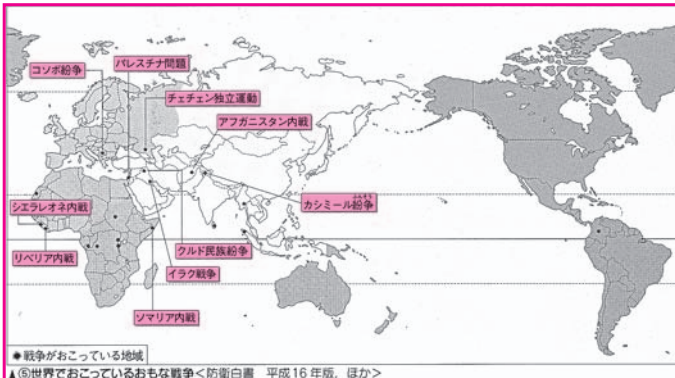 コソボ紛争
パレスチナ問題
チェチェン独立運動
アフガニスタン内戦
シエラレオネ内戦
ふんそう
カシミール紛争
リベリア内戦
クルド民族紛争
イラク戦争
ソマリア内戦
●戦争がおこっている地域
▲⑤世界でおこっているおもな戦争<防衛白書 平成16年版，ほか>